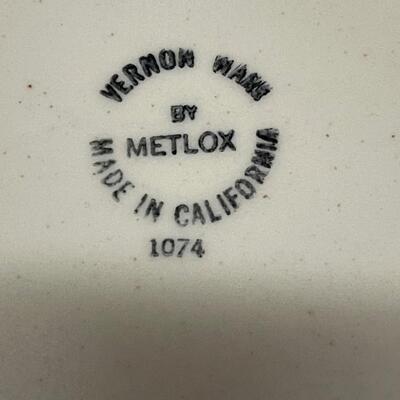 VERNON WARE
BY
METLOX
MADE IN CALIFORNIA
1074